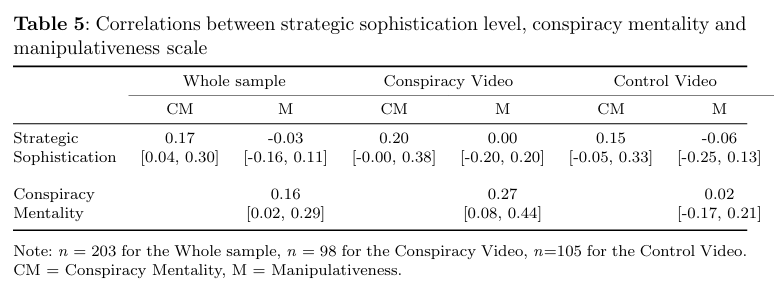 Table 5: Correlations between strategic sophistication level, conspiracy mentality and
manipulativeness scale
Whole sample Conspiracy Video Control Video
CM M CM M CM M
Strategic 0.17 -0.03 0.20 0.00 0.15 -0.06
Sophistication [0.04, 0.30] [-0.16, 0.11] [-0.00, 0.38] [-0.20, 0.20] [-0.05, 0.33] [-0.25, 0.13]
Conspiracy 0.16 0.27 0.02
Mentality [0.02, 0.29] [0.08, 0.44] [-0.17, 0.21]
Note: n = 203 for the Whole sample, n = 98 for the Conspiracy Video, n=105 for the Control Video.
CM = Conspiracy Mentality, M = Manipulativeness.